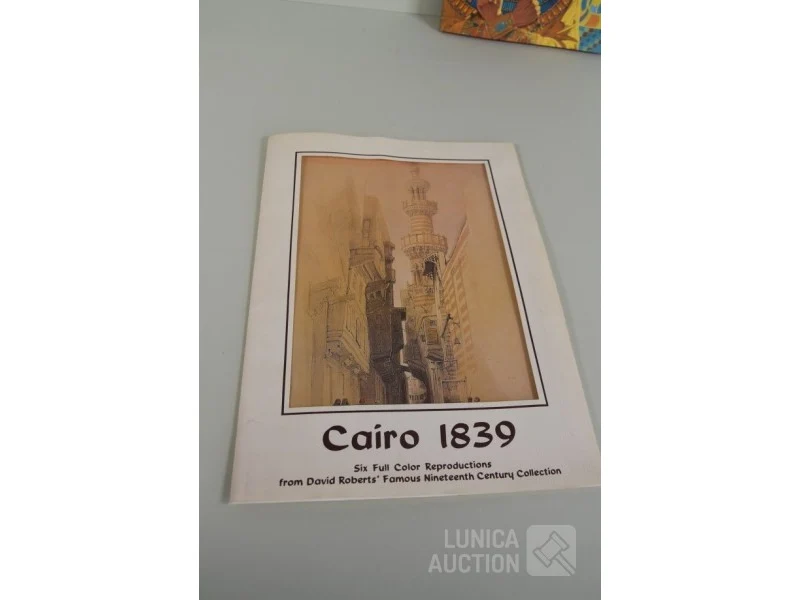 Cairo 1839
Six Full Color Reproductions
from David Roberts' Famous Nineteenth Century Collection
LUNICA
AUCTION